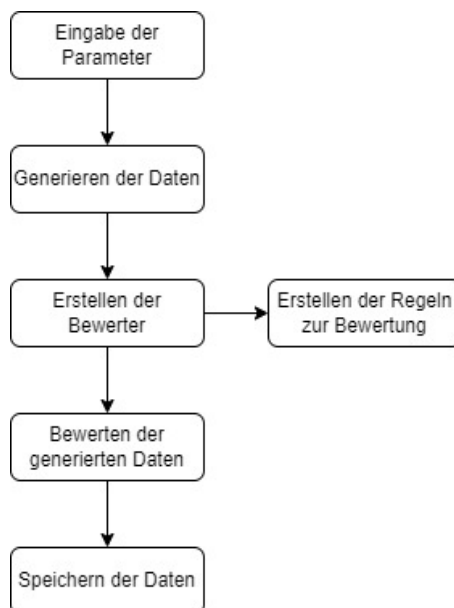 Eingabe der
Parameter
Generieren der Daten
Erstellen der
Bewerter
Erstellen der Regeln
zur Bewertung
Bewerten der
generierten Daten
Speichern der Daten